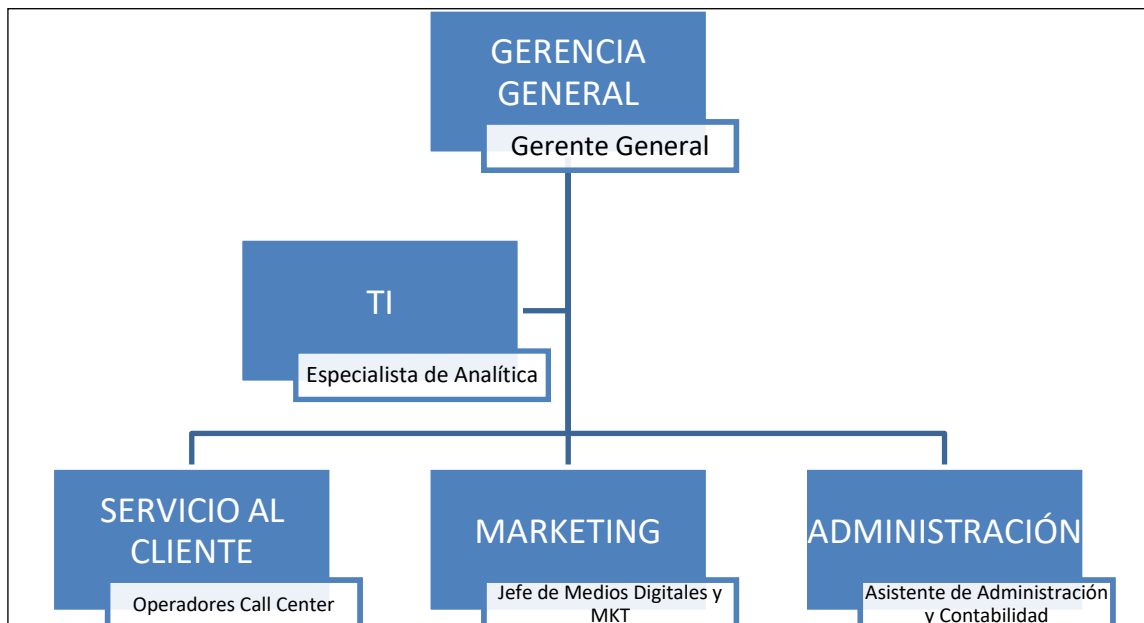 GERENCIA
GENERAL
Gerente General
TI
Especialista de Analítica
SERVICIO AL
CLIENTE
Operadores Call Center
MARKETING
Jefe de Medios Digitales y
MKT
ADMINISTRACIÓN
Asistente de Administración
y Contabilidad